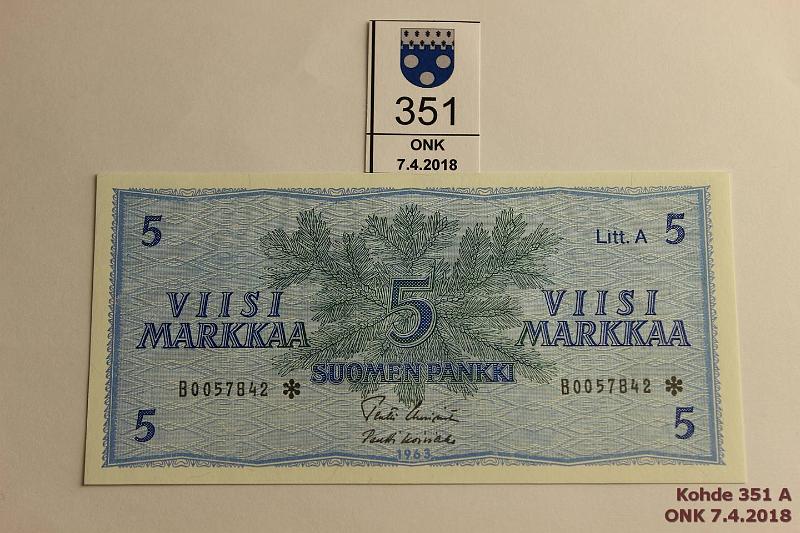 351
ONK
7.4.2018
5 Litt. A 5
5
VIISI VIISI
MARKKAA MARKKAA
SUOMEN PANKKI
B0057842 * B0057842 *
5 5
1963
Kohde 351 A
ONK 7.4.2018